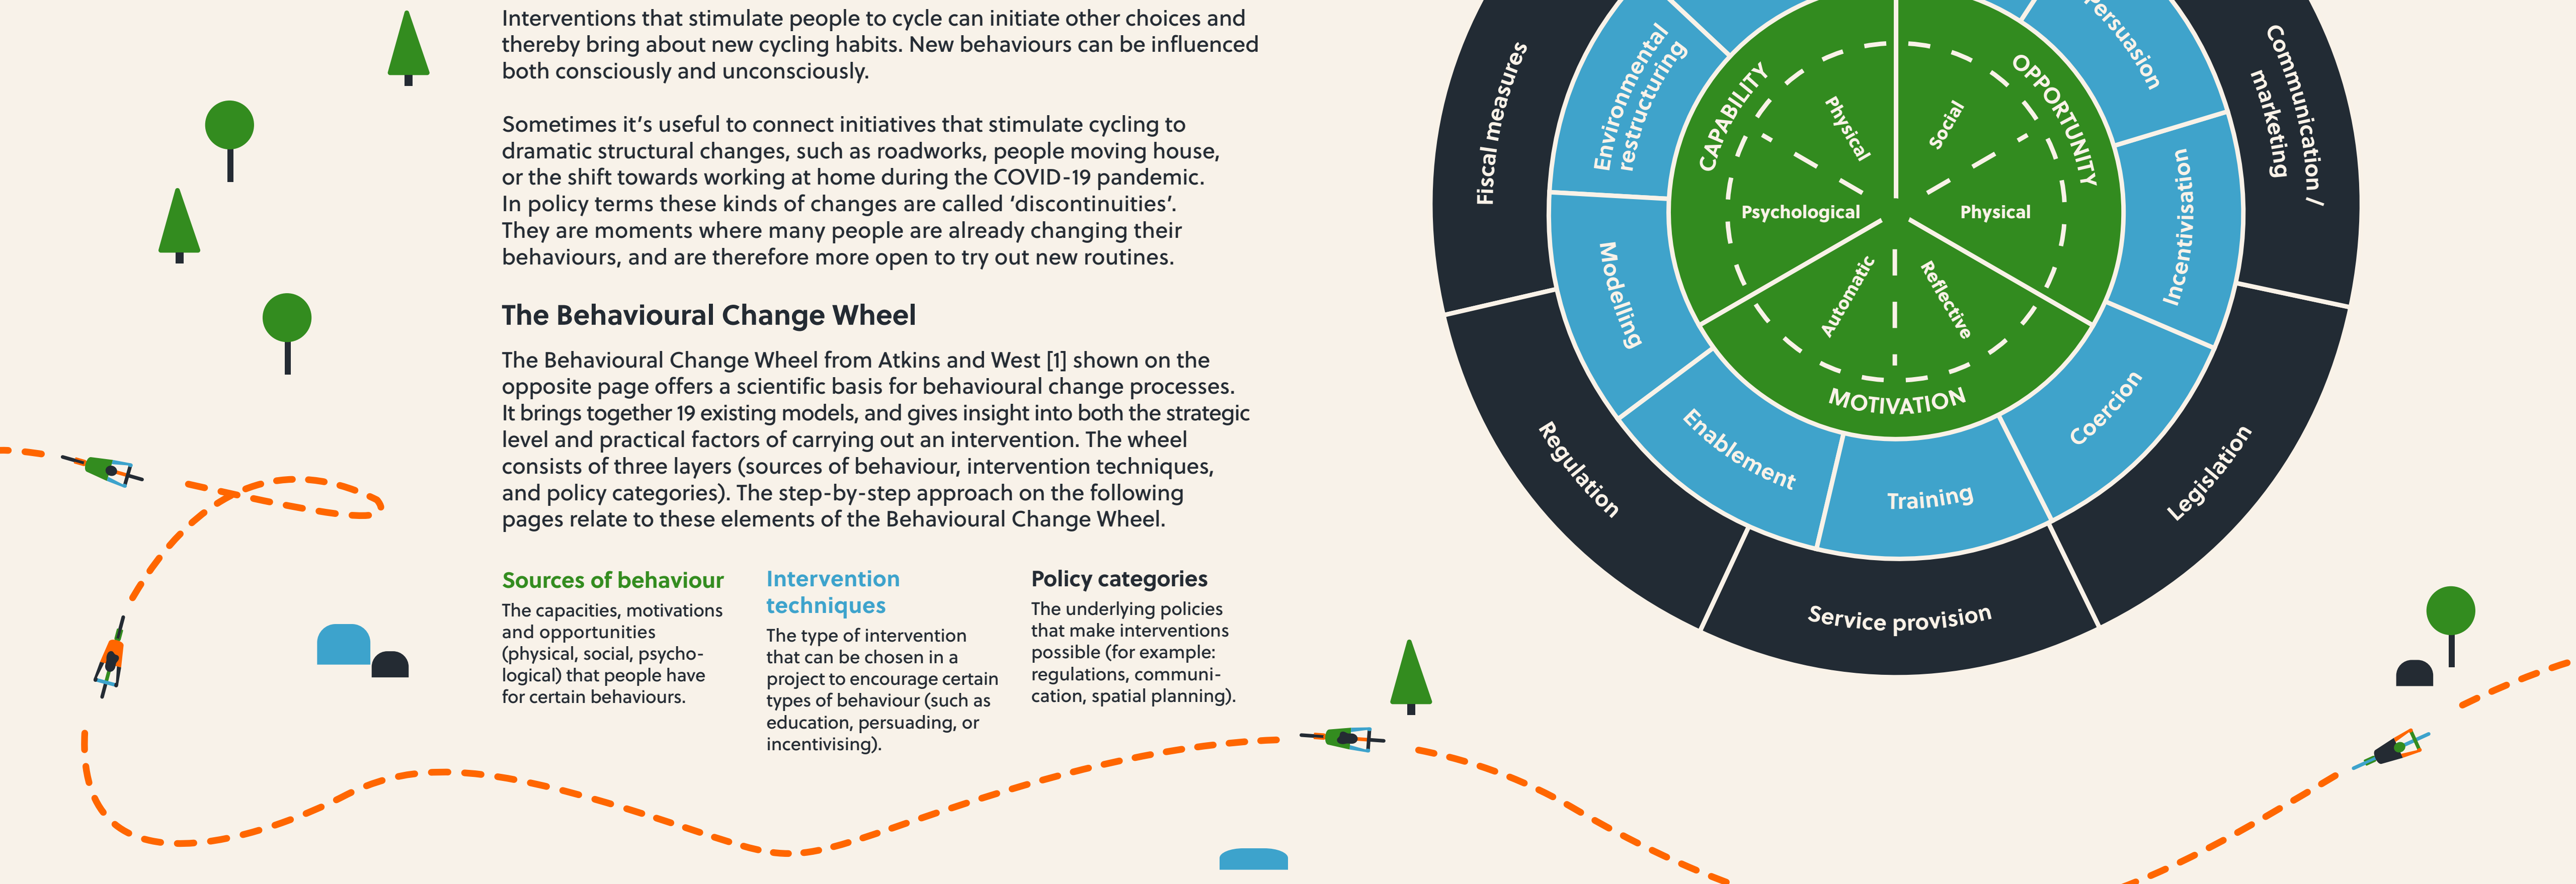 Interventions that stimulate people to cycle can initiate other choices and
thereby bring about new cycling habits. New behaviours can be influenced
both consciously and unconsciously.
Sometimes it's useful to connect initiatives that stimulate cycling to
dramatic structural changes, such as roadworks, people moving house,
or the shift towards working at home during the COVID-19 pandemic.
In policy terms these kinds of changes are called 'discontinuities'.
They are moments where many people are already changing their
behaviours, and are therefore more open to try out new routines.
The Behavioural Change Wheel
The Behavioural Change Wheel from Atkins and West [1] shown on the
opposite page offers a scientific basis for behavioural change processes.
It brings together 19 existing models, and gives insight into both the strategic
level and practical factors of carrying out an intervention. The wheel
consists of three layers (sources of behaviour, intervention techniques,
and policy categories). The step-by-step approach on the following
pages relate to these elements of the Behavioural Change Wheel.
Sources of behaviour
The capacities, motivations
and opportunities
(physical, social, psycho-
logical) that people have
for certain behaviours.
Intervention
techniques
The type of intervention
that can be chosen in a
project to encourage certain
types of behaviour (such as
education, persuading, or
incentivising).
Policy categories
The underlying policies
that make interventions
possible (for example:
regulations, communi-
cation, spatial planning).
Fiscal measures
Environmental
restructuring
CAPABILITY
Physical
Psychological
Social
Physical
OPPORTUNITY
Persuasion
Communication /
marketing
Incentivisation
Modelling
Automatic
Reflective
MOTIVATION
Coercion
Enablement
Training
Regulation
Legislation
Service provision